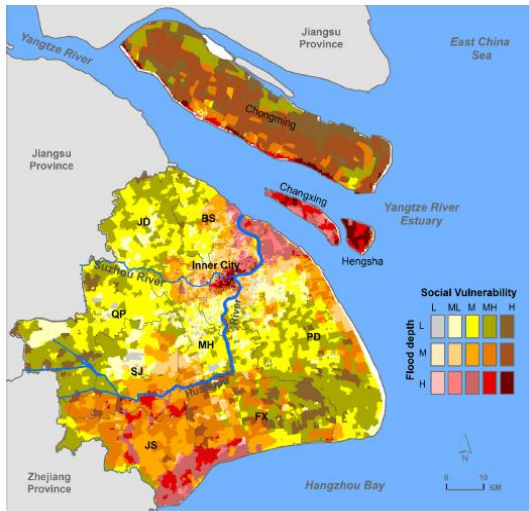 Jiangsu
Province
East China
Sea
Yangtze River
Chongming
Jiangsu
Province
Changxing
Yangtze River
Estuary
Hengsha
JD
BS
Inner City
Suzhou River
QP
MH
River
PD
SJ
Huangpu
FX
JS
Social Vulnerability
L ML M MH H
Flood depth
L
M
H
N
0 10
KM
Zhejiang
Province
Hangzhou Bay